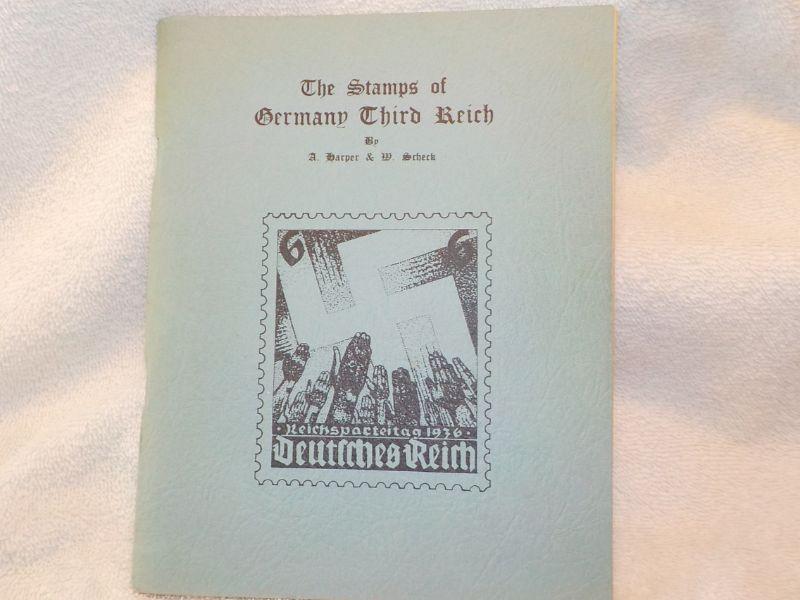 The Stamps of
Germany Third Reich
By
A. Harper & W. Scheck
6 6
Reichsparteitag 1936
Deutsches Reich